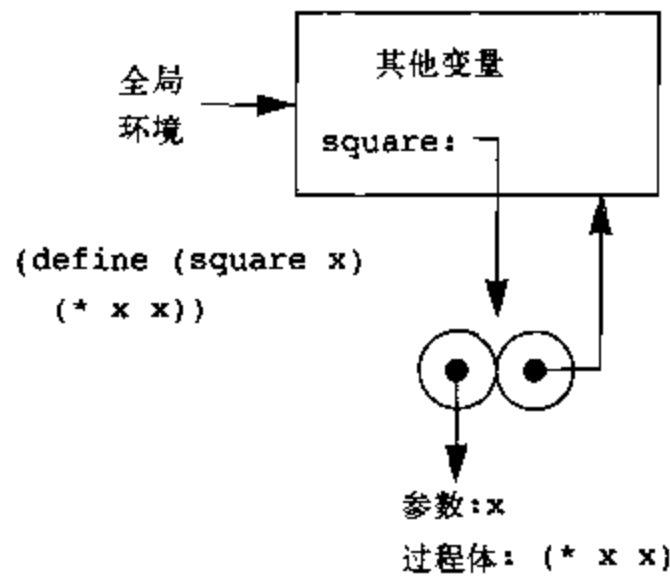 其他变量
全局
环境
square:
(define (square x)
(* x x))
参数:x
过程体: (* x x)